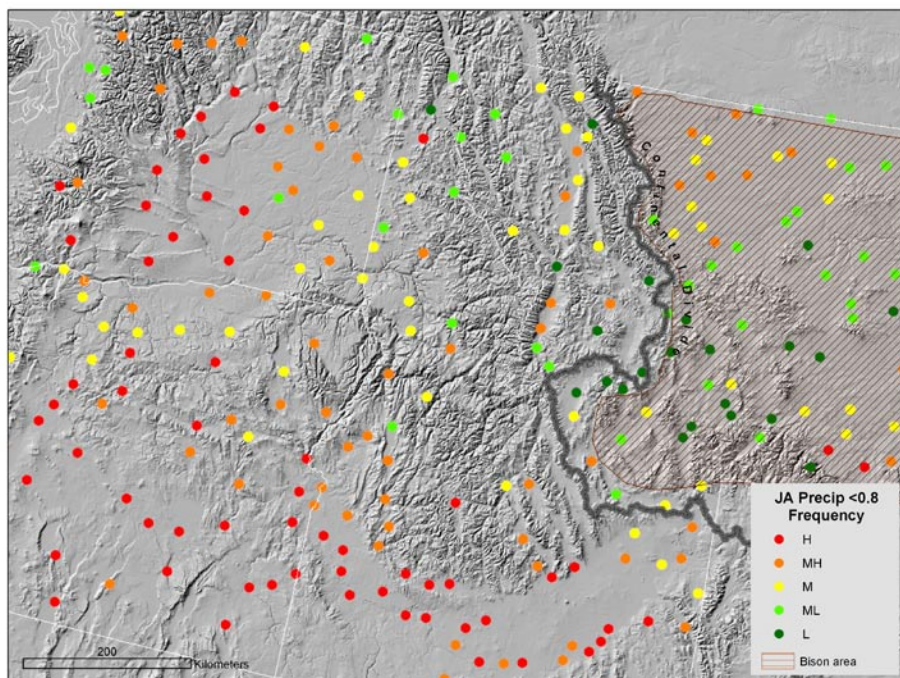 Continental Divide
JA Precip <0.8
Frequency
H
MH
M
ML
L
Bison area
200
Kilometers